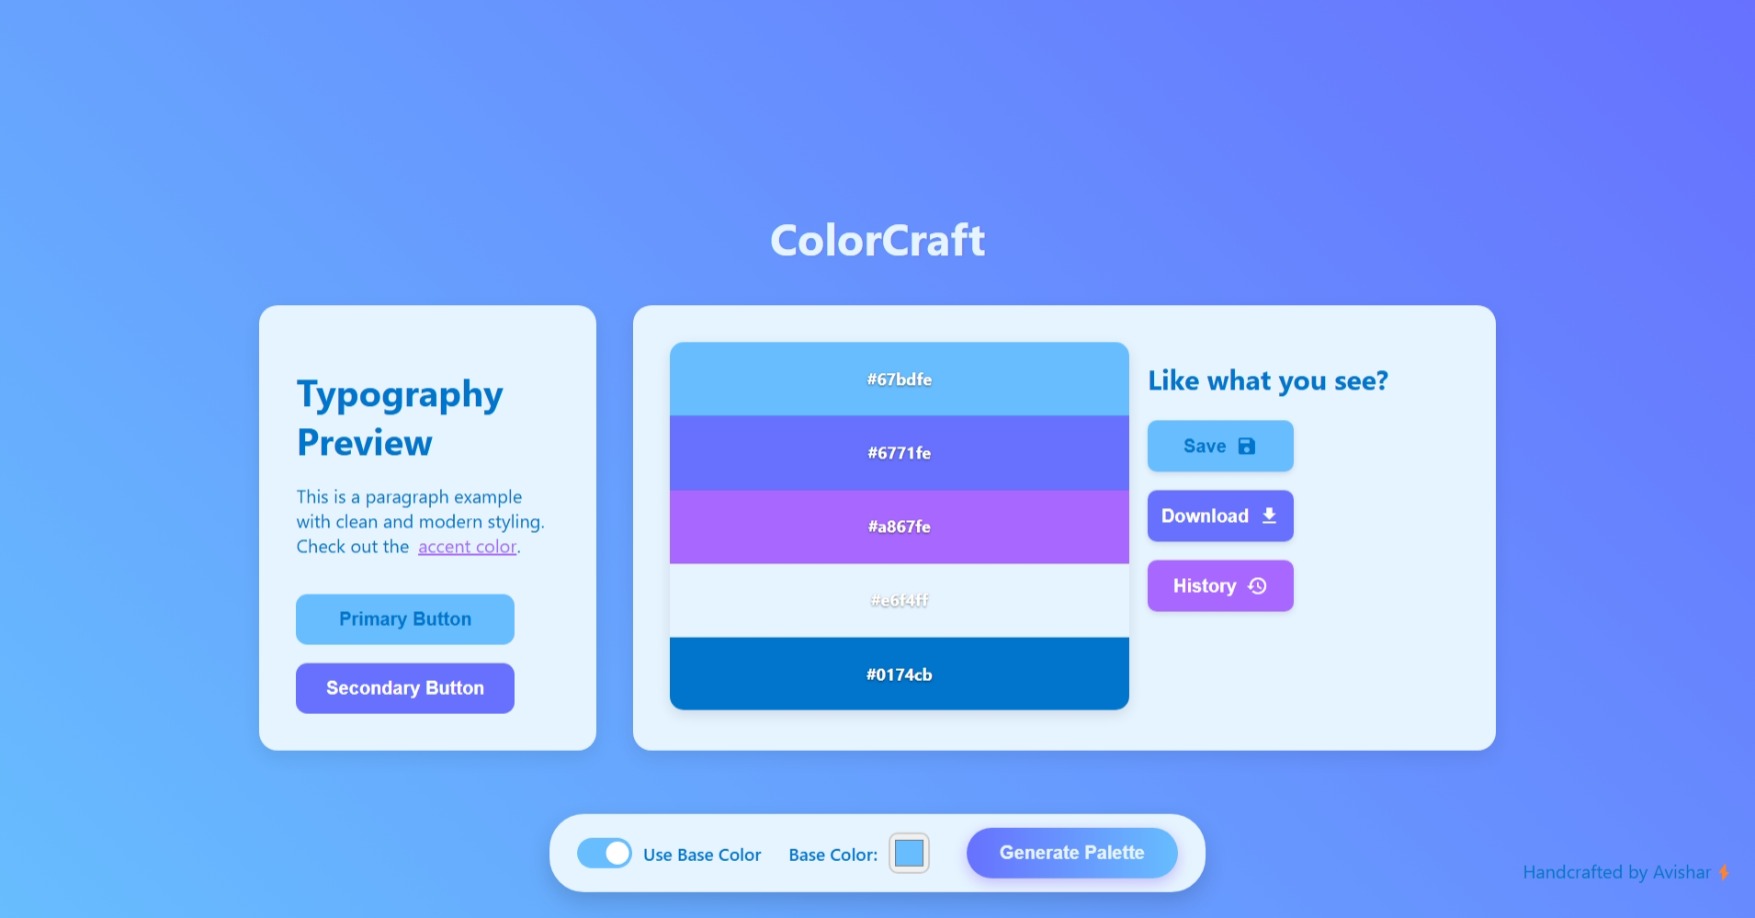 ColorCraft
Typography
Preview
This is a paragraph example
with clean and modern styling.
Check out the accent color.
Primary Button
Secondary Button
#67bdfe
#6771fe
#a867fe
#e6f4ff
#0174cb
Like what you see?
Save
Download
History
Use Base Color
Base Color:
Generate Palette
Handcrafted by Avishar